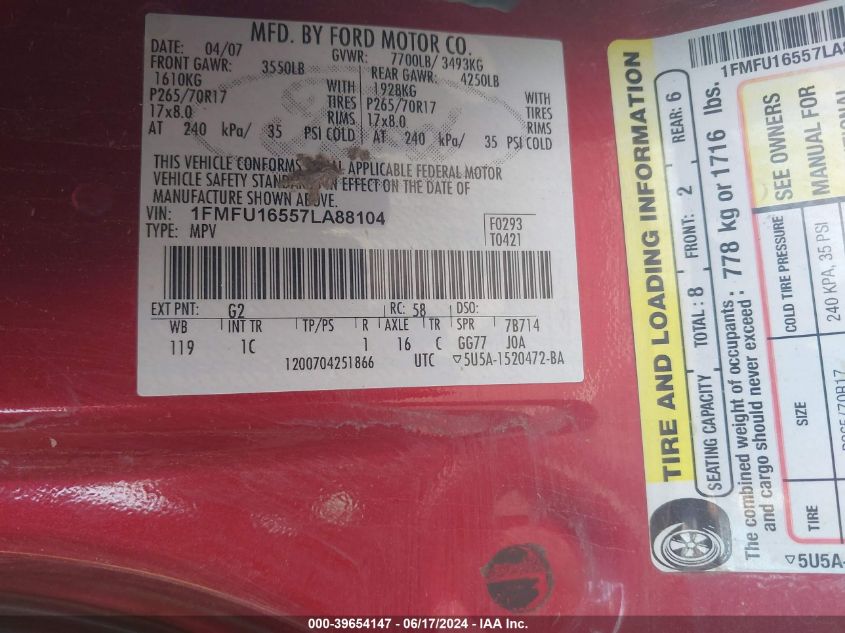 MFD. BY FORD MOTOR CO.
DATE: 04/07 GVWR: 7700LB/ 3493KG
FRONT GAWR: 3550LB REAR GAWR: 4250LB
1610KG WITH 1928KG WITH
P265/70R17 TIRES P265/70R17 TIRES
17x8.0 RIMS 17x8.0 RIMS
AT 240 kPa/ 35 PSI COLD AT 240 kPa/ 35 PSI COLD
THIS VEHICLE CONFORMS ALL APPLICABLE FEDERAL MOTOR
VEHICLE SAFETY IN EFFECT ON THE DATE OF
MANUFACTURE SHOWN ABOVE.
VIN: 1FMFU16557LA88104
TYPE: MPV
F0293
T0421
EXT PNT: G2 RC: 58 DSO:
WB INT TR TP/PS R AXLE TR SPR 7B714
119 1C 1 16 C GG77 J0A
1200704251866 UTC ▽5U5A-1520472-BA
TIRE AND LOADING INFORMATION
SEATING CAPACITY TOTAL: 8 FRONT: 2 REAR: 6
The combined weight of occupants and cargo should never exceed: 778 kg or 1716 lbs.
TIRE SIZE COLD TIRE PRESSURE
240 KPA, 35 PSI
SEE OWNERS
MANUAL FOR
1FMFU16557LA8
▽5U5A-
000-39654147 - 06/17/2024 - IAA Inc.